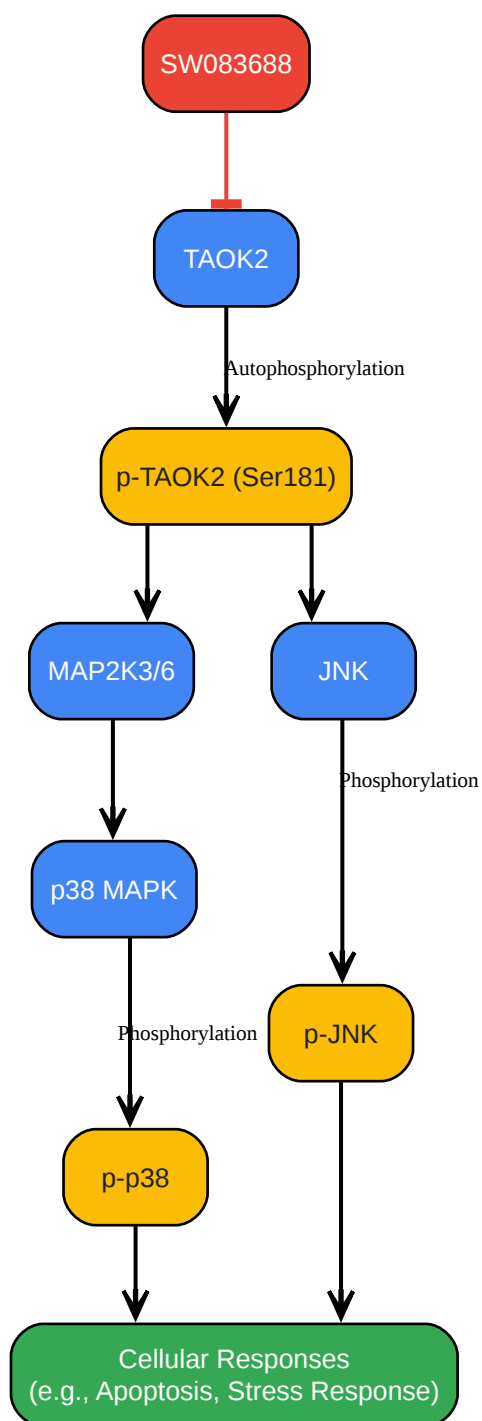 SW083688
TAOK2
Autophosphorylation
p-TAOK2 (Ser181)
MAP2K3/6
JNK
Phosphorylation
p38 MAPK
Phosphorylation
p-JNK
p-p38
Cellular Responses
(e.g., Apoptosis, Stress Response)